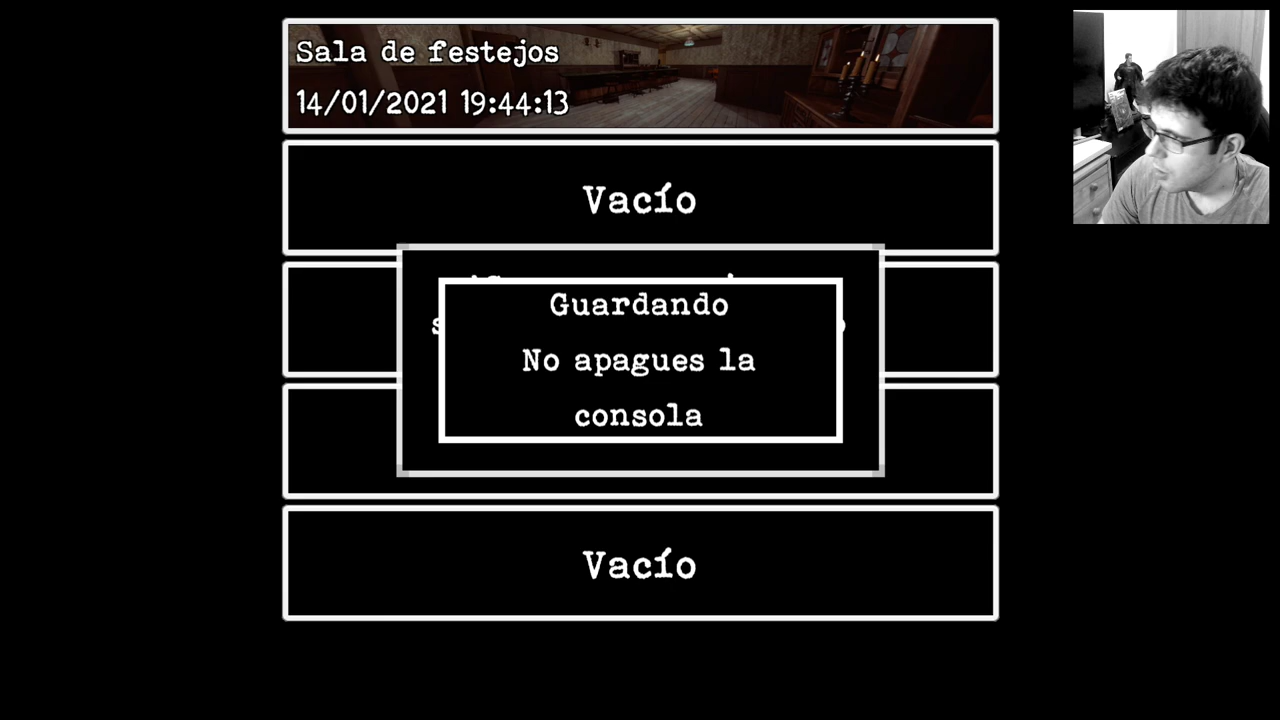 Sala de festejos
14/01/2021 19:44:13
Vacío
Guardando
No apagues la
consola
Vacío